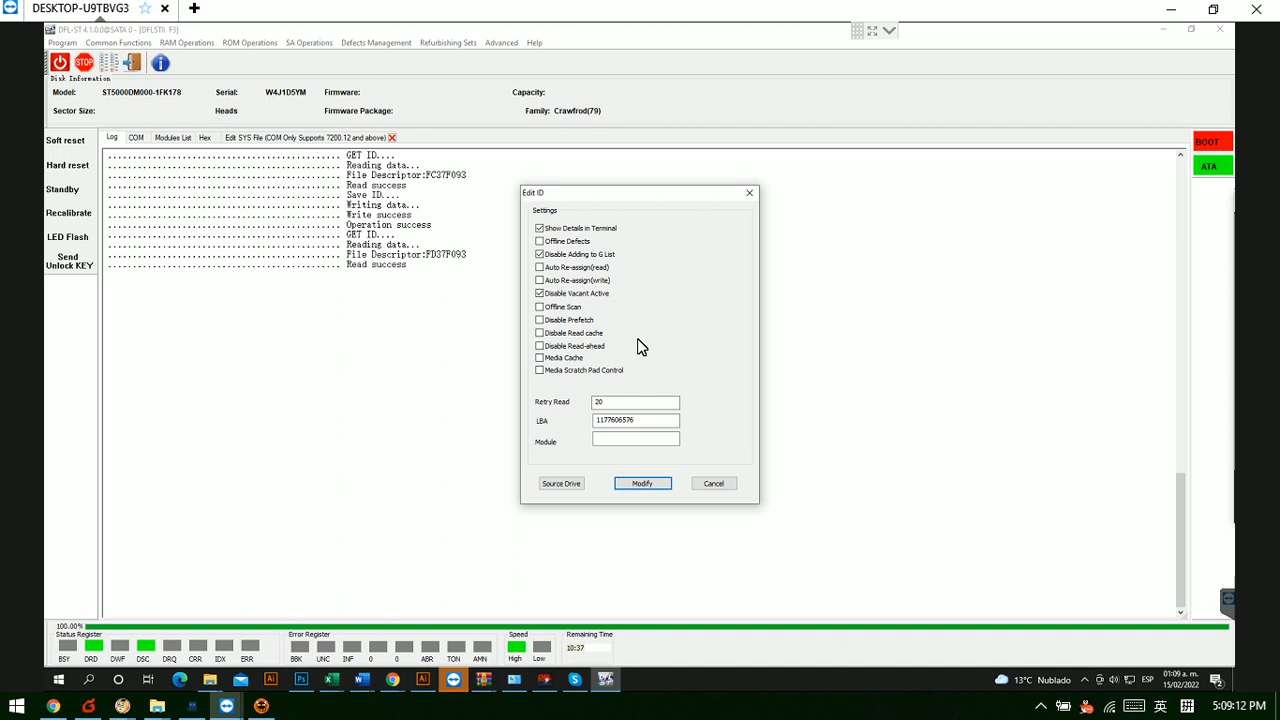 DESKTOP-U9TBVG3
DFL-ST 4.1.0.0@SATA 0 - [DFLSTII F3]
Program Common Functions RAM Operations ROM Operations SA Operations Defects Management Refurbishing Sets Advanced Help
STOP
Disk Information
Model: ST5000DM000-1FK178 Serial: W4J1D5YM Firmware: Capacity:
Sector Size: Heads Firmware Package: Family: Crawfrod(79)
Log COM Modules List Hex Edit SYS File (COM Only Supports 7200.12 and above)
Soft reset
Hard reset
Standby
Recalibrate
LED Flash
Send
Unlock KEY
GET ID....
Reading data...
File Descriptor:FC37F093
Read success
Save ID....
Writing data...
Write success
Operation success
GET ID....
Reading data...
File Descriptor:FD37F093
Read success
Edit ID
Settings
Show Details in Terminal
Offline Defects
Disable Adding to G List
Auto Re-assign(read)
Auto Re-assign(write)
Disable Vacant Active
Offline Scan
Disable Prefetch
Disbale Read cache
Disable Read-ahead
Media Cache
Media Scratch Pad Control
Retry Read 20
LBA 1177606576
Module
Source Drive Modify Cancel
BOOT
ATA
100.00%
Status Register Error Register Speed Remaining Time
10:37
BSY DRD DWF DSC DRQ CRR IDX ERR BBK UNC INF 0 0 ABR TON AMN High Low
13°C Nublado ESP 01:09 a. m.
15/02/2022
2
英 拼 5:09:12 PM